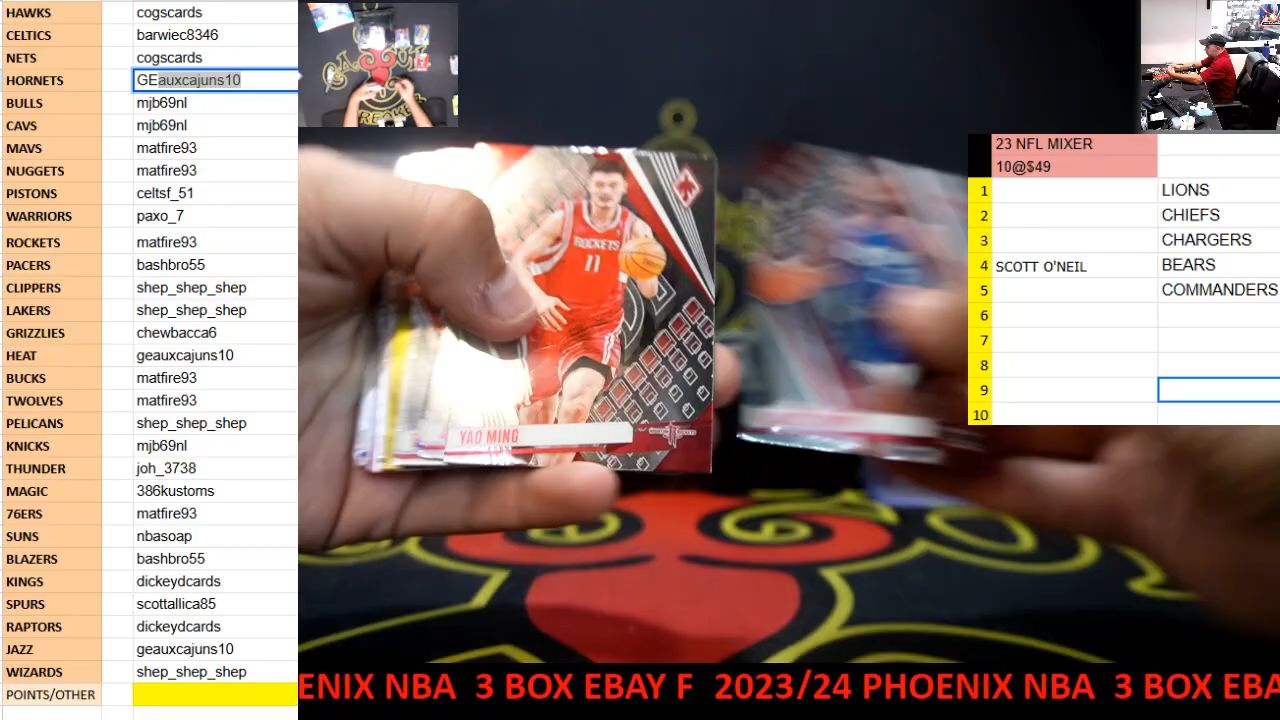 HAWKS cogscards
CELTICS barwiec8346
NETS cogscards
HORNETS GEauxcajuns10
BULLS mjb69nl
CAVS mjb69nl
MAVS matfire93
NUGGETS matfire93
PISTONS celtsf_51
WARRIORS paxo_7
ROCKETS matfire93
PACERS bashbro55
CLIPPERS shep_shep_shep
LAKERS shep_shep_shep
GRIZZLIES chewbacca6
HEAT geauxcajuns10
BUCKS matfire93
TWOLVES matfire93
PELICANS shep_shep_shep
KNICKS mjb69nl
THUNDER joh_3738
MAGIC 386kustoms
76ERS matfire93
SUNS nbasoap
BLAZERS bashbro55
KINGS dickeydcards
SPURS scottallica85
RAPTORS dickeydcards
JAZZ geauxcajuns10
WIZARDS shep_shep_shep
POINTS/OTHER
ROCKETS
11
YAO MING
23 NFL MIXER
10@$49
1 LIONS
2 CHIEFS
3 CHARGERS
4 SCOTT O'NEIL BEARS
5 COMMANDERS
6
7
8
9
10
ENIX NBA 3 BOX EBAY F 2023/24 PHOENIX NBA 3 BOX EBA